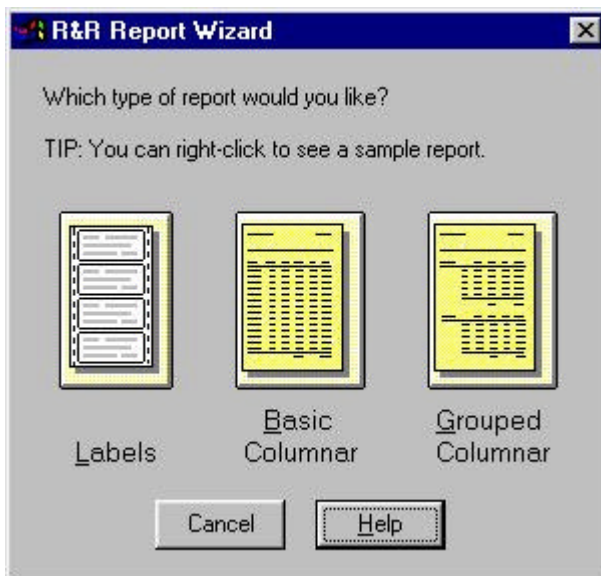 R&R Report Wizard
Which type of report would you like?
TIP: You can right-click to see a sample report.
Labels
Basic
Columnar
Grouped
Columnar
Cancel
Help